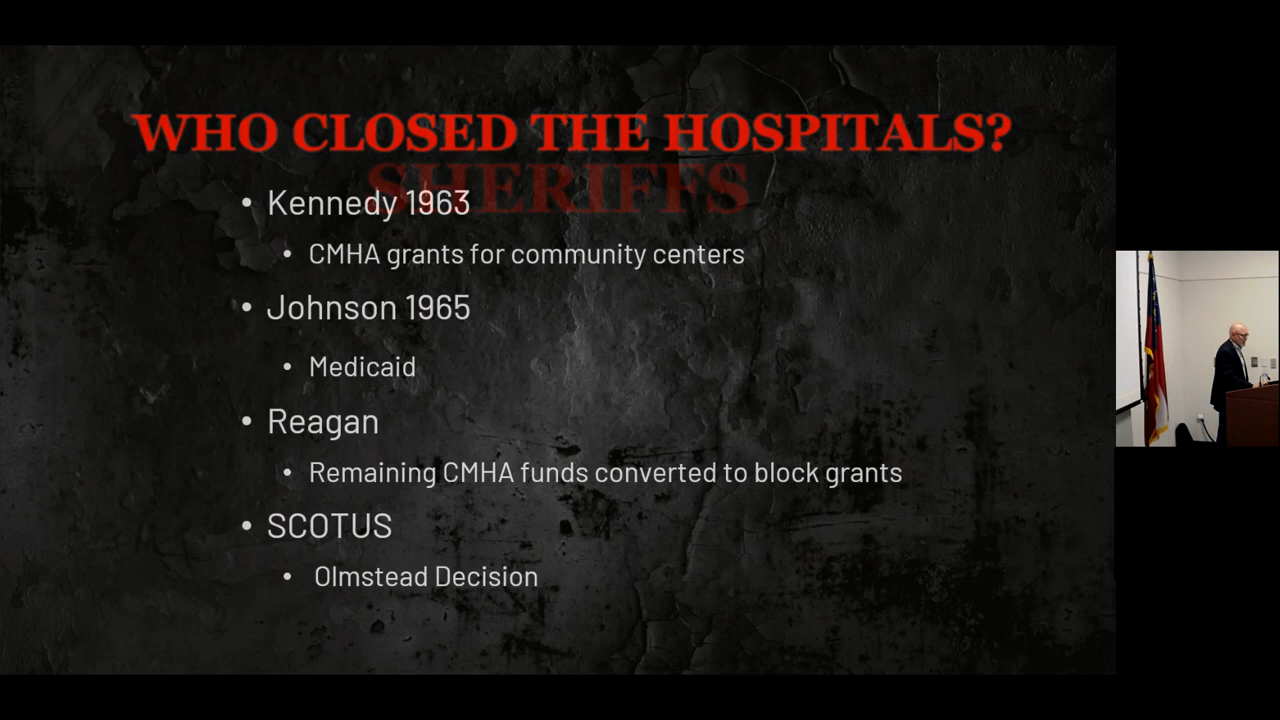 WHO CLOSED THE HOSPITALS?
SHERIFFS
• Kennedy 1963
• CMHA grants for community centers
• Johnson 1965
• Medicaid
• Reagan
• Remaining CMHA funds converted to block grants
• SCOTUS
• Olmstead Decision